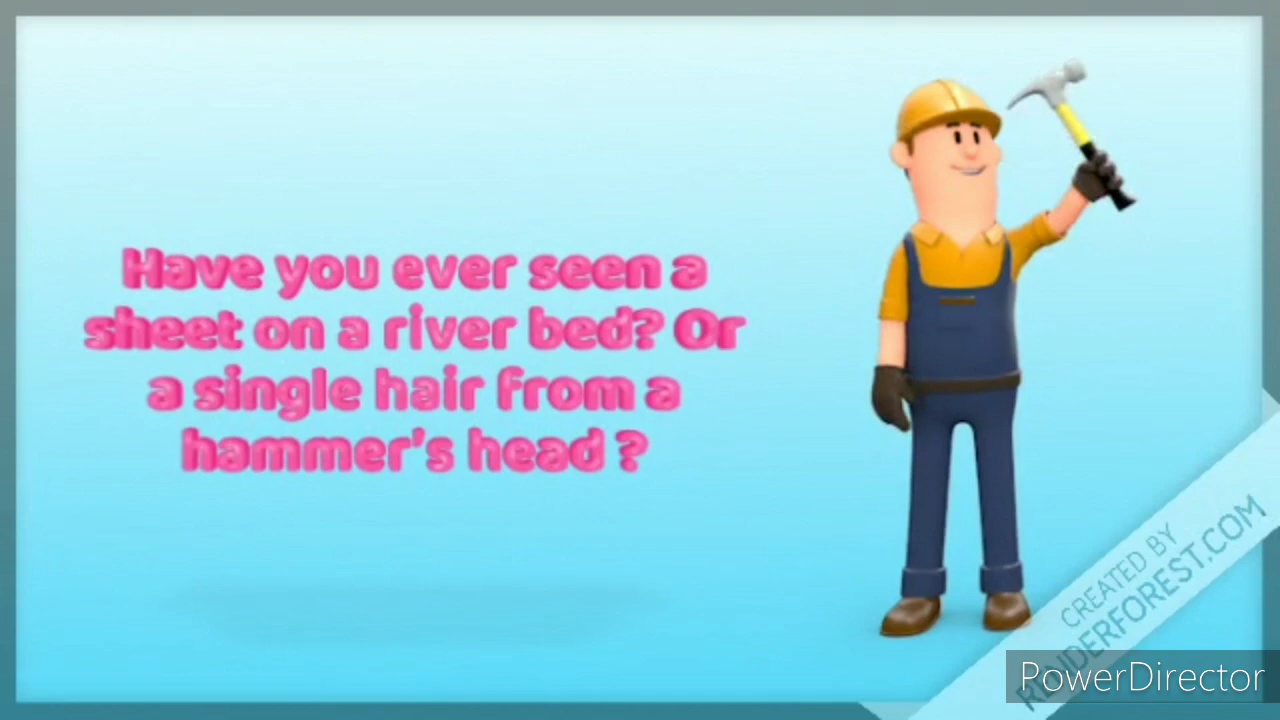 Have you ever seen a
sheet on a river bed? Or
a single hair from a
hammer's head ?
CREATED BY
RENDERFOREST.COM
PowerDirector